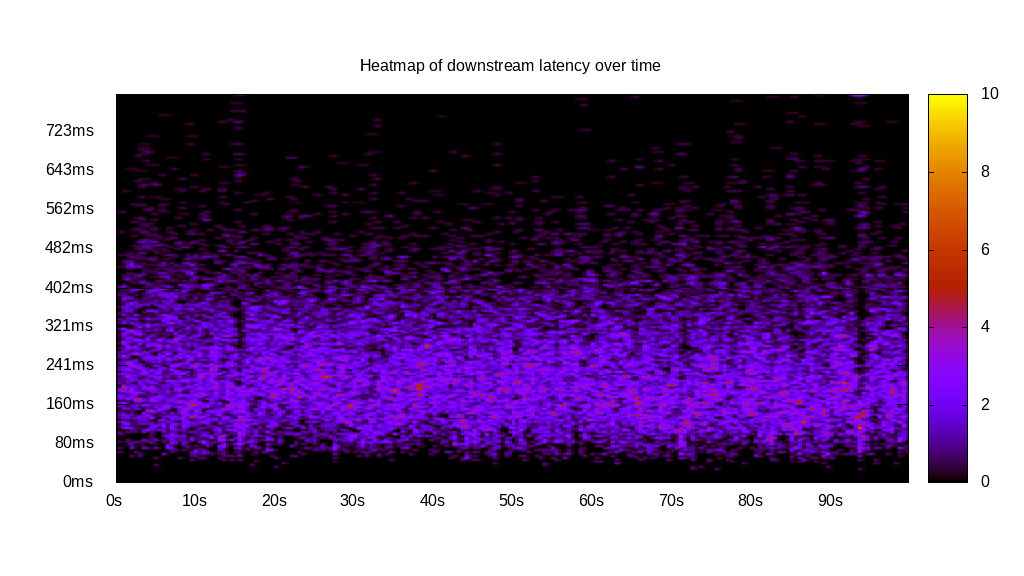 Heatmap of downstream latency over time
723ms
643ms
562ms
482ms
402ms
321ms
241ms
160ms
80ms
0ms
0s 10s 20s 30s 40s 50s 60s 70s 80s 90s
10
8
6
4
2
0